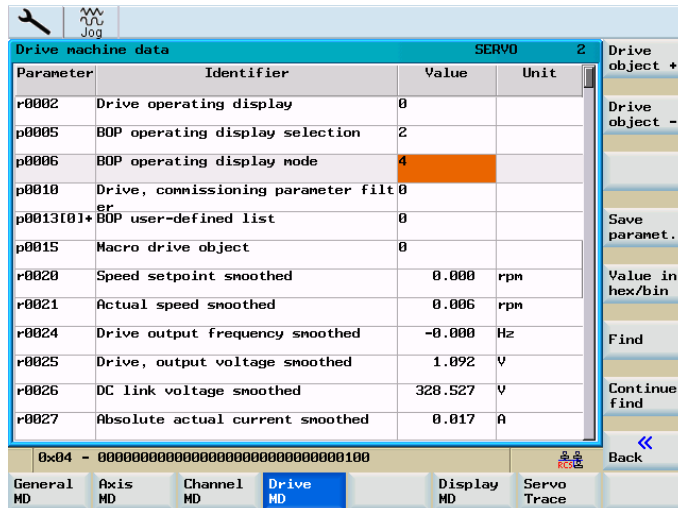 Jog
Drive machine data SERVO 2
Parameter Identifier Value Unit
r0002 Drive operating display 0
p0005 BOP operating display selection 2
p0006 BOP operating display mode 4
p0010 Drive, commissioning parameter filt 0
er
p0013[0]+ BOP user-defined list 0
p0015 Macro drive object 0
r0020 Speed setpoint smoothed 0.000 rpm
r0021 Actual speed smoothed 0.006 rpm
r0024 Drive output frequency smoothed -0.000 Hz
r0025 Drive, output voltage smoothed 1.092 V
r0026 DC link voltage smoothed 328.527 V
r0027 Absolute actual current smoothed 0.017 A
0x04 - 00000000000000000000000000000100
RCS
Drive
object +
Drive
object -
Save
paramet.
Value in
hex/bin
Find
Continue
find
Back
General
MD
Axis
MD
Channel
MD
Drive
MD
Display
MD
Servo
Trace